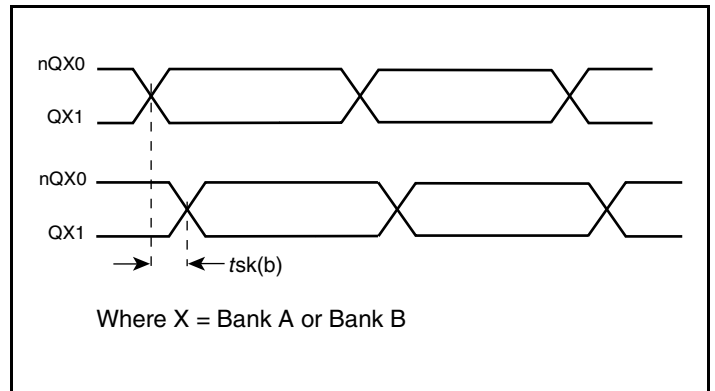 nQX0
QX1
nQX0
QX1
tsk(b)
Where X = Bank A or Bank B